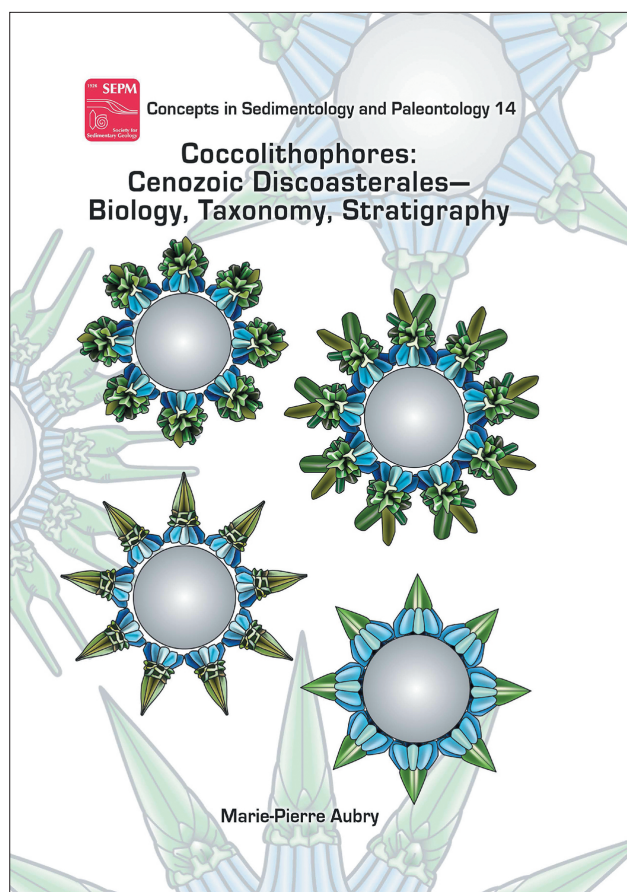 1926 SEPM
Society for
Sedimentary Geology
Concepts in Sedimentology and Paleontology 14
Coccolithophores:
Cenozoic Discoasterales—
Biology, Taxonomy, Stratigraphy
Marie-Pierre Aubry